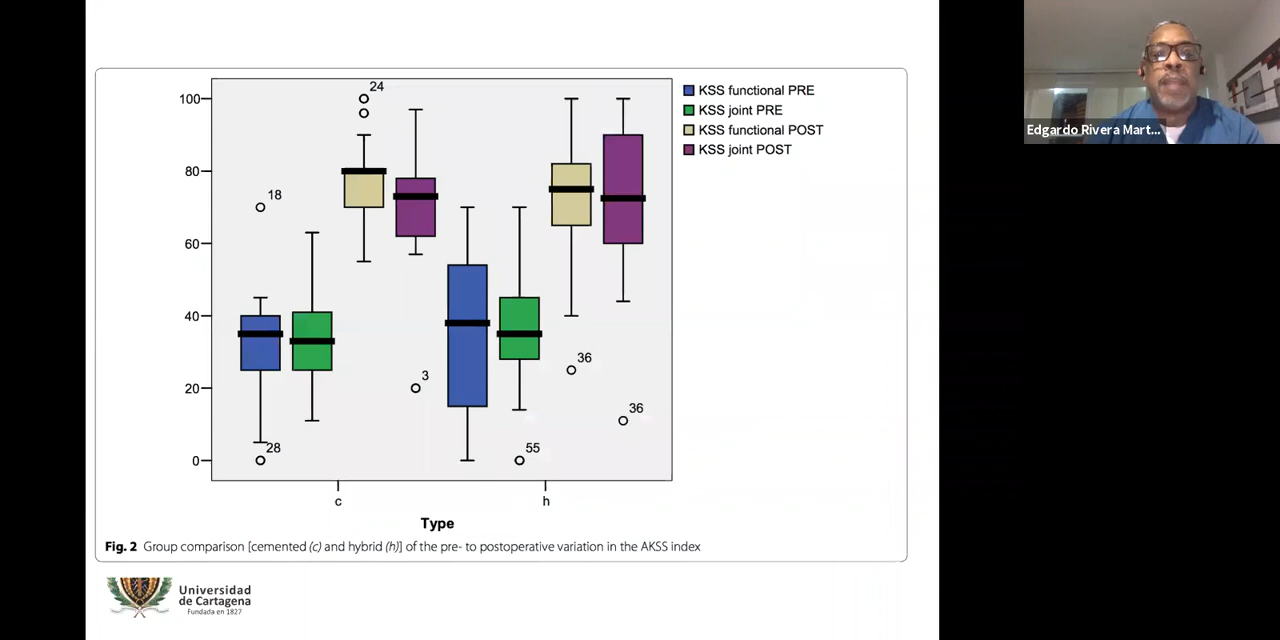 100
80
60
40
20
0
24
18
28
3
36
55
36
c
h
Type
KSS functional PRE
KSS joint PRE
KSS functional POST
KSS joint POST
Fig. 2 Group comparison [cemented (c) and hybrid (h)] of the pre- to postoperative variation in the AKSS index
Universidad
de Cartagena
Fundada en 1827
Edgardo Rivera Mart...